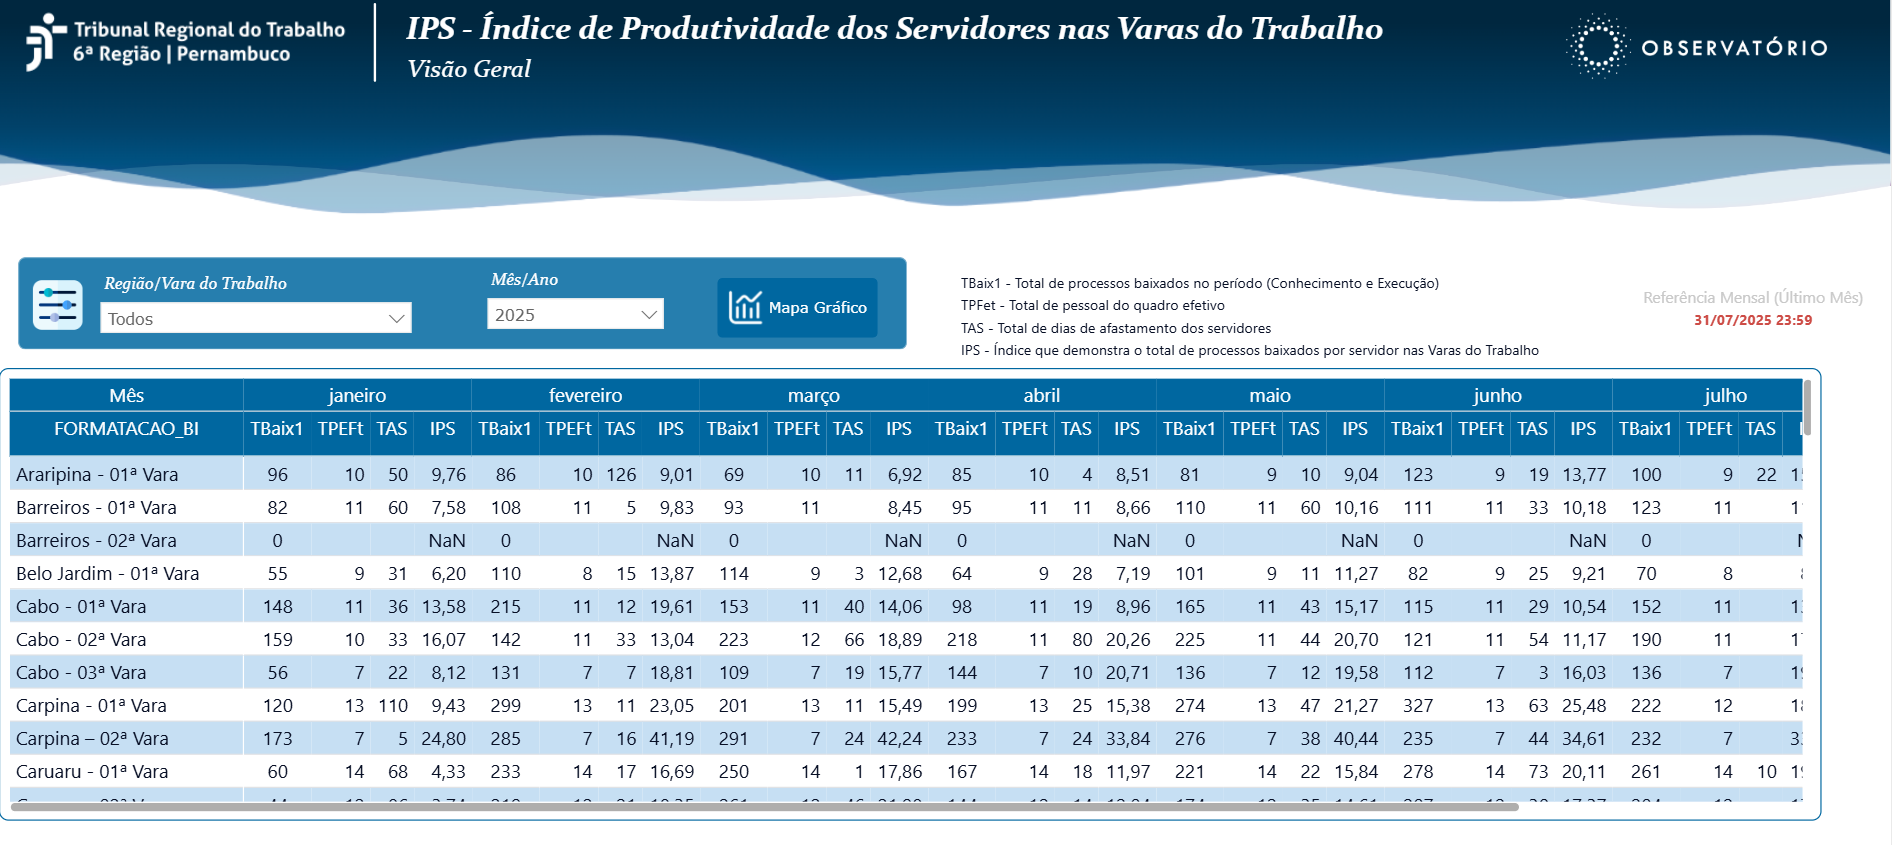 Tribunal Regional do Trabalho
6ª Região | Pernambuco
IPS - Índice de Produtividade dos Servidores nas Varas do Trabalho
Visão Geral
OBSERVATÓRIO
Região/Vara do Trabalho
Todos
Mês/Ano
2025
Mapa Gráfico
TBaix1 - Total de processos baixados no período (Conhecimento e Execução)
TPFet - Total de pessoal do quadro efetivo
TAS - Total de dias de afastamento dos servidores
IPS - Índice que demonstra o total de processos baixados por servidor nas Varas do Trabalho
Referência Mensal (Último Mês)
31/07/2025 23:59
Mês janeiro fevereiro março abril maio junho julho
FORMATACAO_BI TBaix1 TPEFt TAS IPS TBaix1 TPEFt TAS IPS TBaix1 TPEFt TAS IPS TBaix1 TPEFt TAS IPS TBaix1 TPEFt TAS IPS TBaix1 TPEFt TAS IPS TBaix1 TPEFt TAS
Araripina - 01ª Vara 96 10 50 9,76 86 10 126 9,01 69 10 11 6,92 85 10 4 8,51 81 9 10 9,04 123 9 19 13,77 100 9 22
Barreiros - 01ª Vara 82 11 60 7,58 108 11 5 9,83 93 11 8,45 95 11 11 8,66 110 11 60 10,16 111 11 33 10,18 123 11
Barreiros - 02ª Vara 0 NaN 0 NaN 0 NaN 0 NaN 0 NaN 0 NaN 0
Belo Jardim - 01ª Vara 55 9 31 6,20 110 8 15 13,87 114 9 3 12,68 64 9 28 7,19 101 9 11 11,27 82 9 25 9,21 70 8
Cabo - 01ª Vara 148 11 36 13,58 215 11 12 19,61 153 11 40 14,06 98 11 19 8,96 165 11 43 15,17 115 11 29 10,54 152 11
Cabo - 02ª Vara 159 10 33 16,07 142 11 33 13,04 223 12 66 18,89 218 11 80 20,26 225 11 44 20,70 121 11 54 11,17 190 11
Cabo - 03ª Vara 56 7 22 8,12 131 7 7 18,81 109 7 19 15,77 144 7 10 20,71 136 7 12 19,58 112 7 3 16,03 136 7
Carpina - 01ª Vara 120 13 110 9,43 299 13 11 23,05 201 13 11 15,49 199 13 25 15,38 274 13 47 21,27 327 13 63 25,48 222 12
Carpina – 02ª Vara 173 7 5 24,80 285 7 16 41,19 291 7 24 42,24 233 7 24 33,84 276 7 38 40,44 235 7 44 34,61 232 7
Caruaru - 01ª Vara 60 14 68 4,33 233 14 17 16,69 250 14 1 17,86 167 14 18 11,97 221 14 22 15,84 278 14 73 20,11 261 14 10